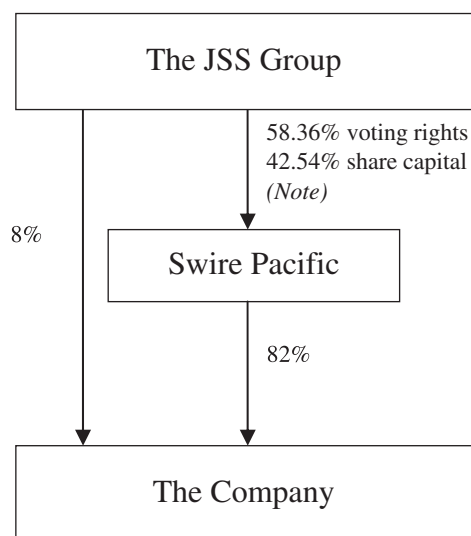 The JSS Group
58.36% voting rights
42.54% share capital
(Note)
8%
Swire Pacific
82%
The Company